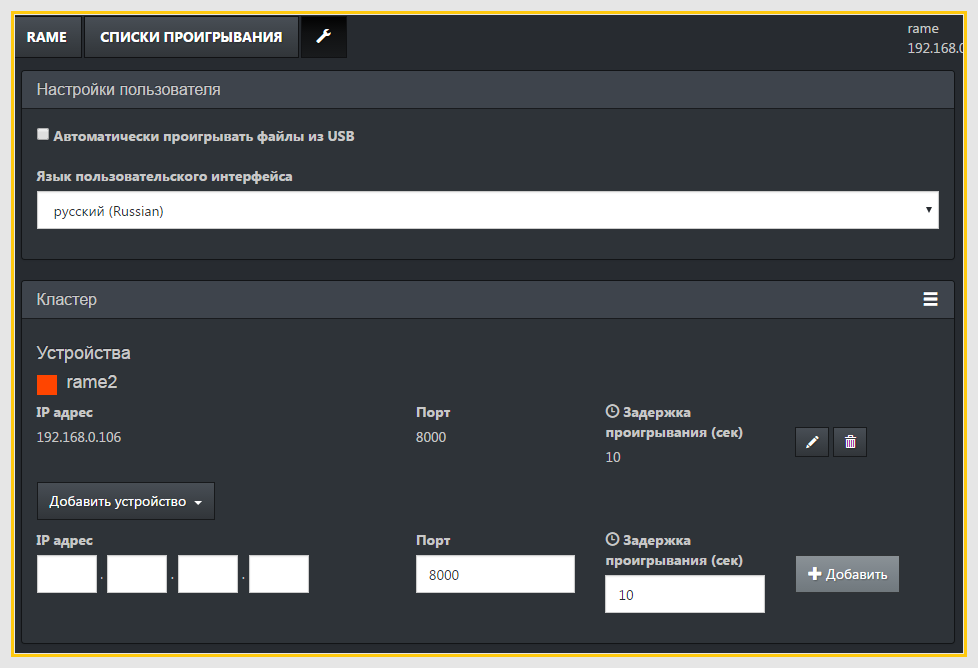 RAME СПИСКИ ПРОИГРЫВАНИЯ rame
192.168.0
Настройки пользователя
Автоматически проигрывать файлы из USB
Язык пользовательского интерфейса
русский (Russian)
Кластер
Устройства
rame2
IP адрес Порт Задержка
проигрывания (сек)
192.168.0.106 8000
10
Добавить устройство
IP адрес Порт Задержка
проигрывания (сек)
. . . 8000 Добавить
10